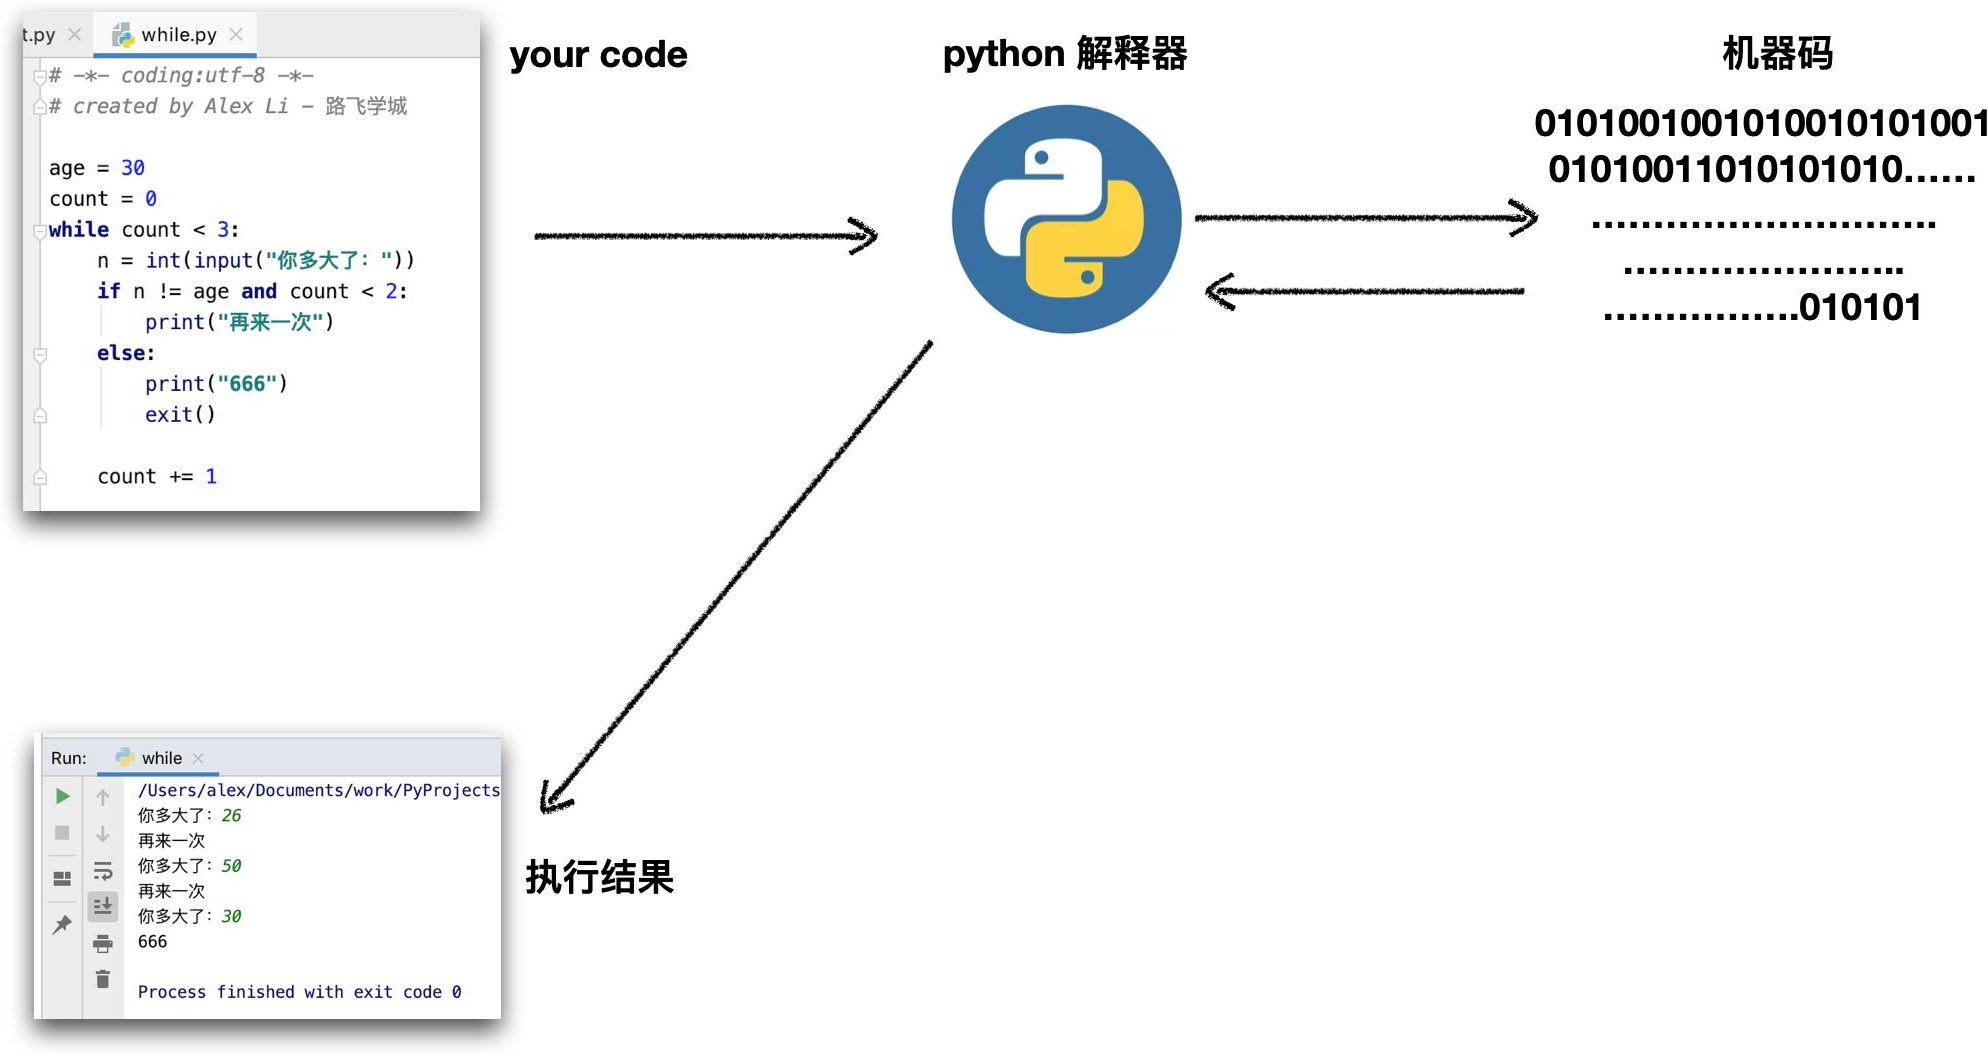 t.py
while.py
# -*- coding:utf-8 -*-
# created by Alex Li - 路飞学城
age = 30
count = 0
while count < 3:
    n = int(input("你多大了："))
    if n != age and count < 2:
        print("再来一次")
    else:
        print("666")
        exit()
    count += 1
your code
python 解释器
机器码
0101001001010010101001
01010011010101010......
............................
.......................
................010101
Run:
while
/Users/alex/Documents/work/PyProjects
你多大了：26
再来一次
你多大了：50
再来一次
你多大了：30
666
Process finished with exit code 0
执行结果